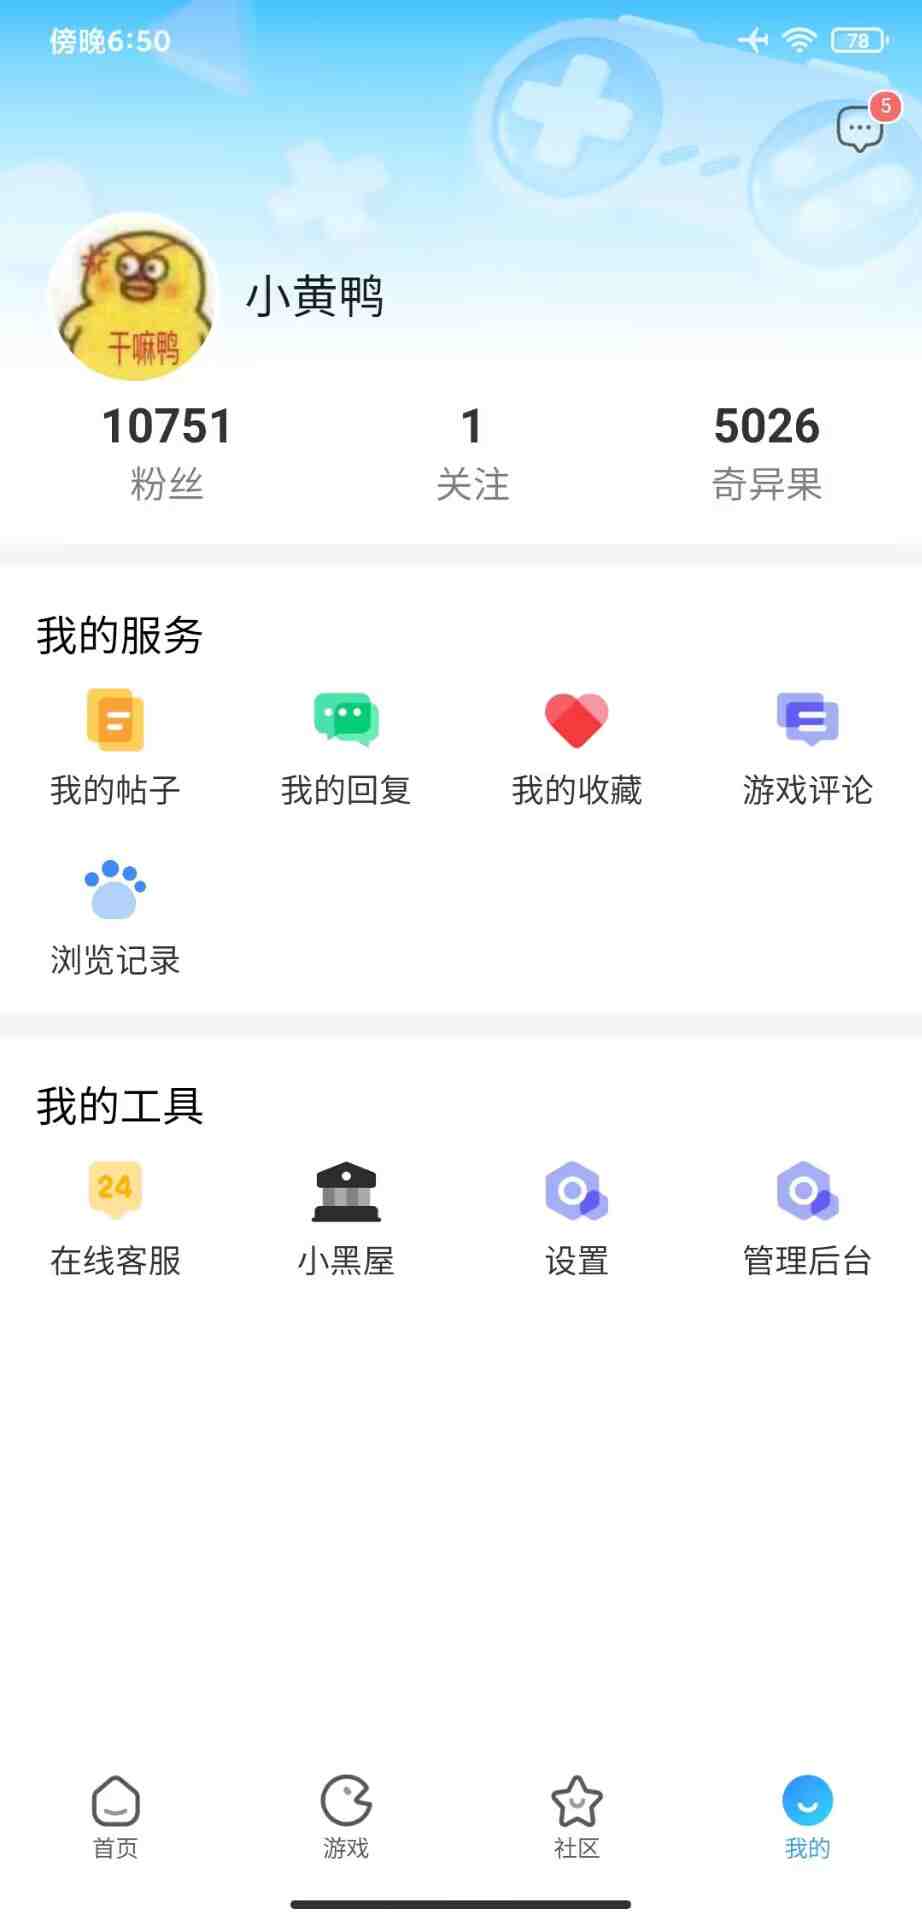 傍晚6:50
78
5
干嘛鸭
小黄鸭
10751 1 5026
粉丝 关注 奇异果
我的服务
我的帖子 我的回复 我的收藏 游戏评论
浏览记录
我的工具
24
在线客服 小黑屋 设置 管理后台
首页 游戏 社区 我的